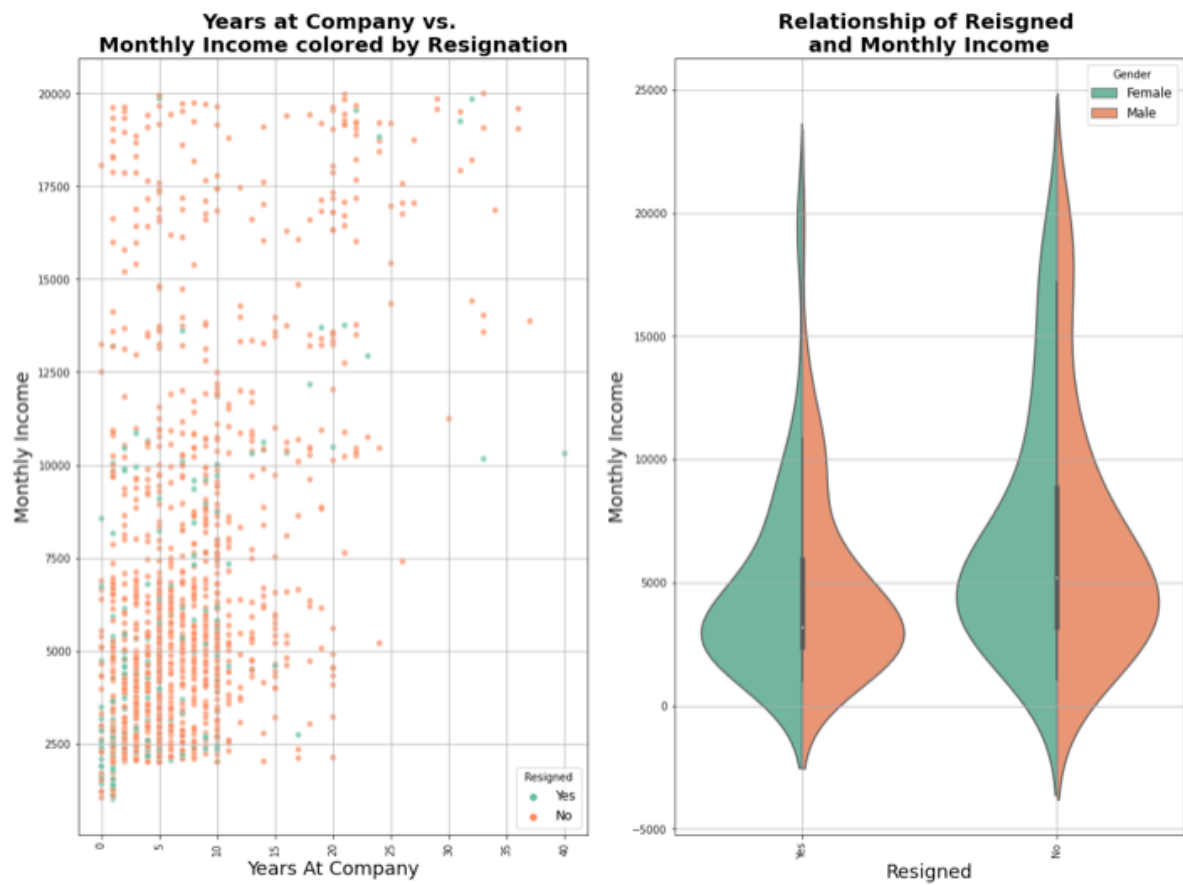 Years at Company vs.
Monthly Income colored by Resignation
Monthly Income
20000
17500
15000
12500
10000
7500
5000
2500
0
5
10
15
20
25
30
35
40
Years At Company
Resigned
Yes
No
Relationship of Reisgned
and Monthly Income
Monthly Income
25000
20000
15000
10000
5000
0
−5000
Yes
No
Resigned
Gender
Female
Male